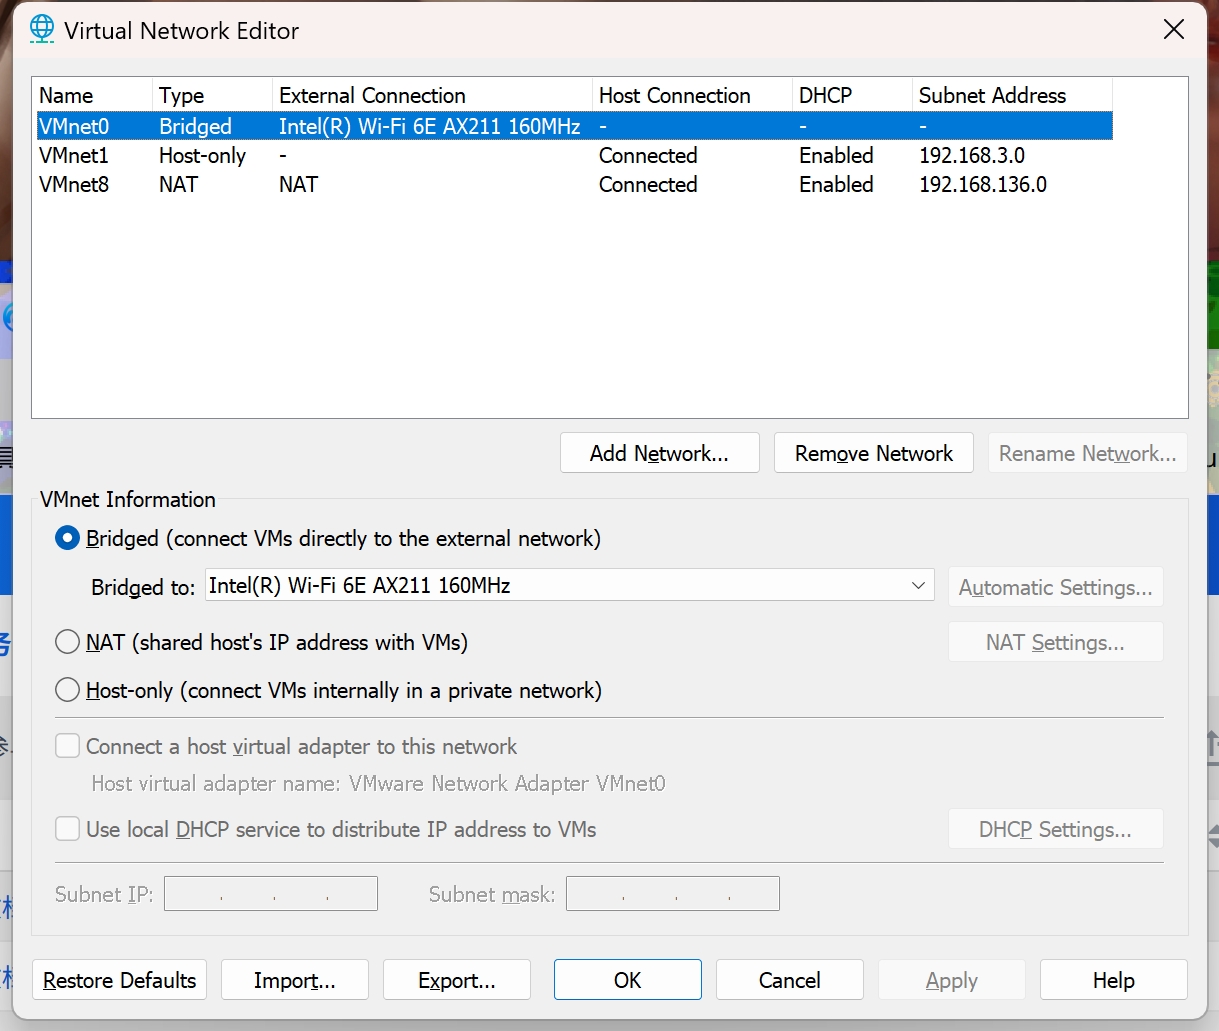 Virtual Network Editor
Name Type External Connection Host Connection DHCP Subnet Address
VMnet0 Bridged Intel(R) Wi-Fi 6E AX211 160MHz - - -
VMnet1 Host-only - Connected Enabled 192.168.3.0
VMnet8 NAT NAT Connected Enabled 192.168.136.0
Add Network... Remove Network Rename Network...
VMnet Information
Bridged (connect VMs directly to the external network)
Bridged to: Intel(R) Wi-Fi 6E AX211 160MHz Automatic Settings...
NAT (shared host's IP address with VMs) NAT Settings...
Host-only (connect VMs internally in a private network)
Connect a host virtual adapter to this network
Host virtual adapter name: VMware Network Adapter VMnet0
Use local DHCP service to distribute IP address to VMs DHCP Settings...
Subnet IP: . . . Subnet mask: . . .
Restore Defaults Import... Export... OK Cancel Apply Help